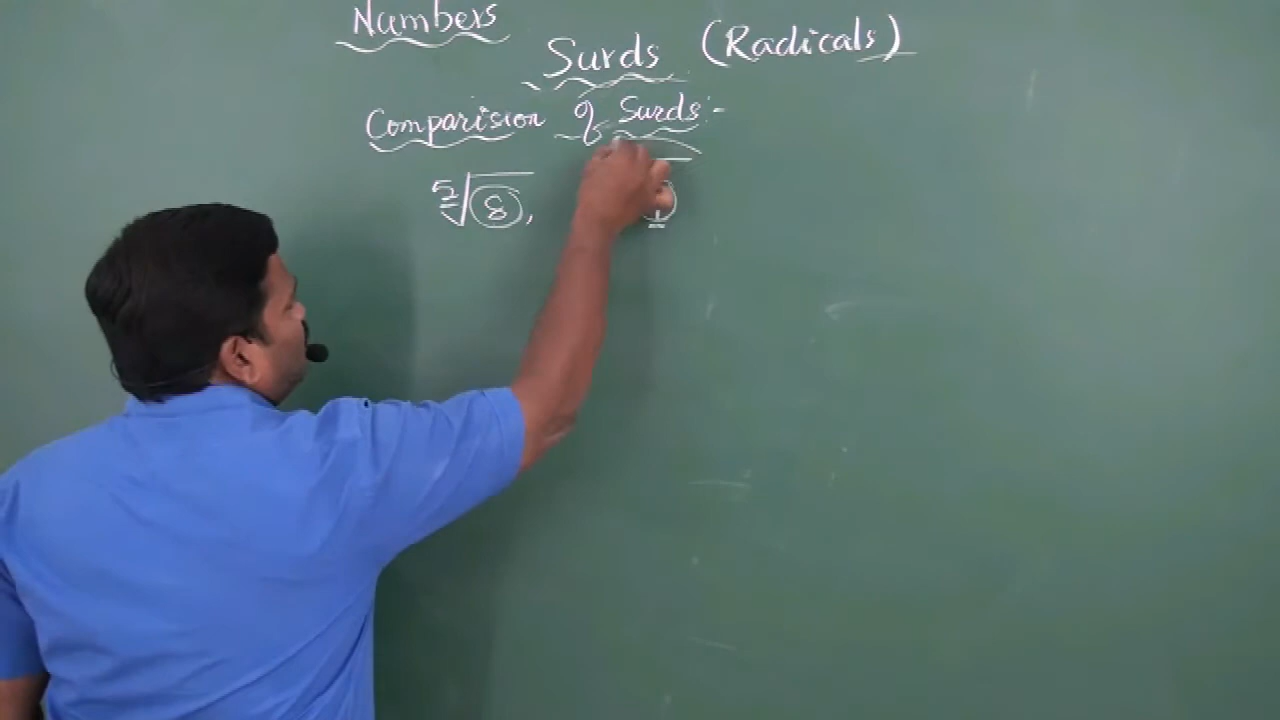 Numbers
Surds (Radicals)
Comparision of Surds:-
⁵√8,